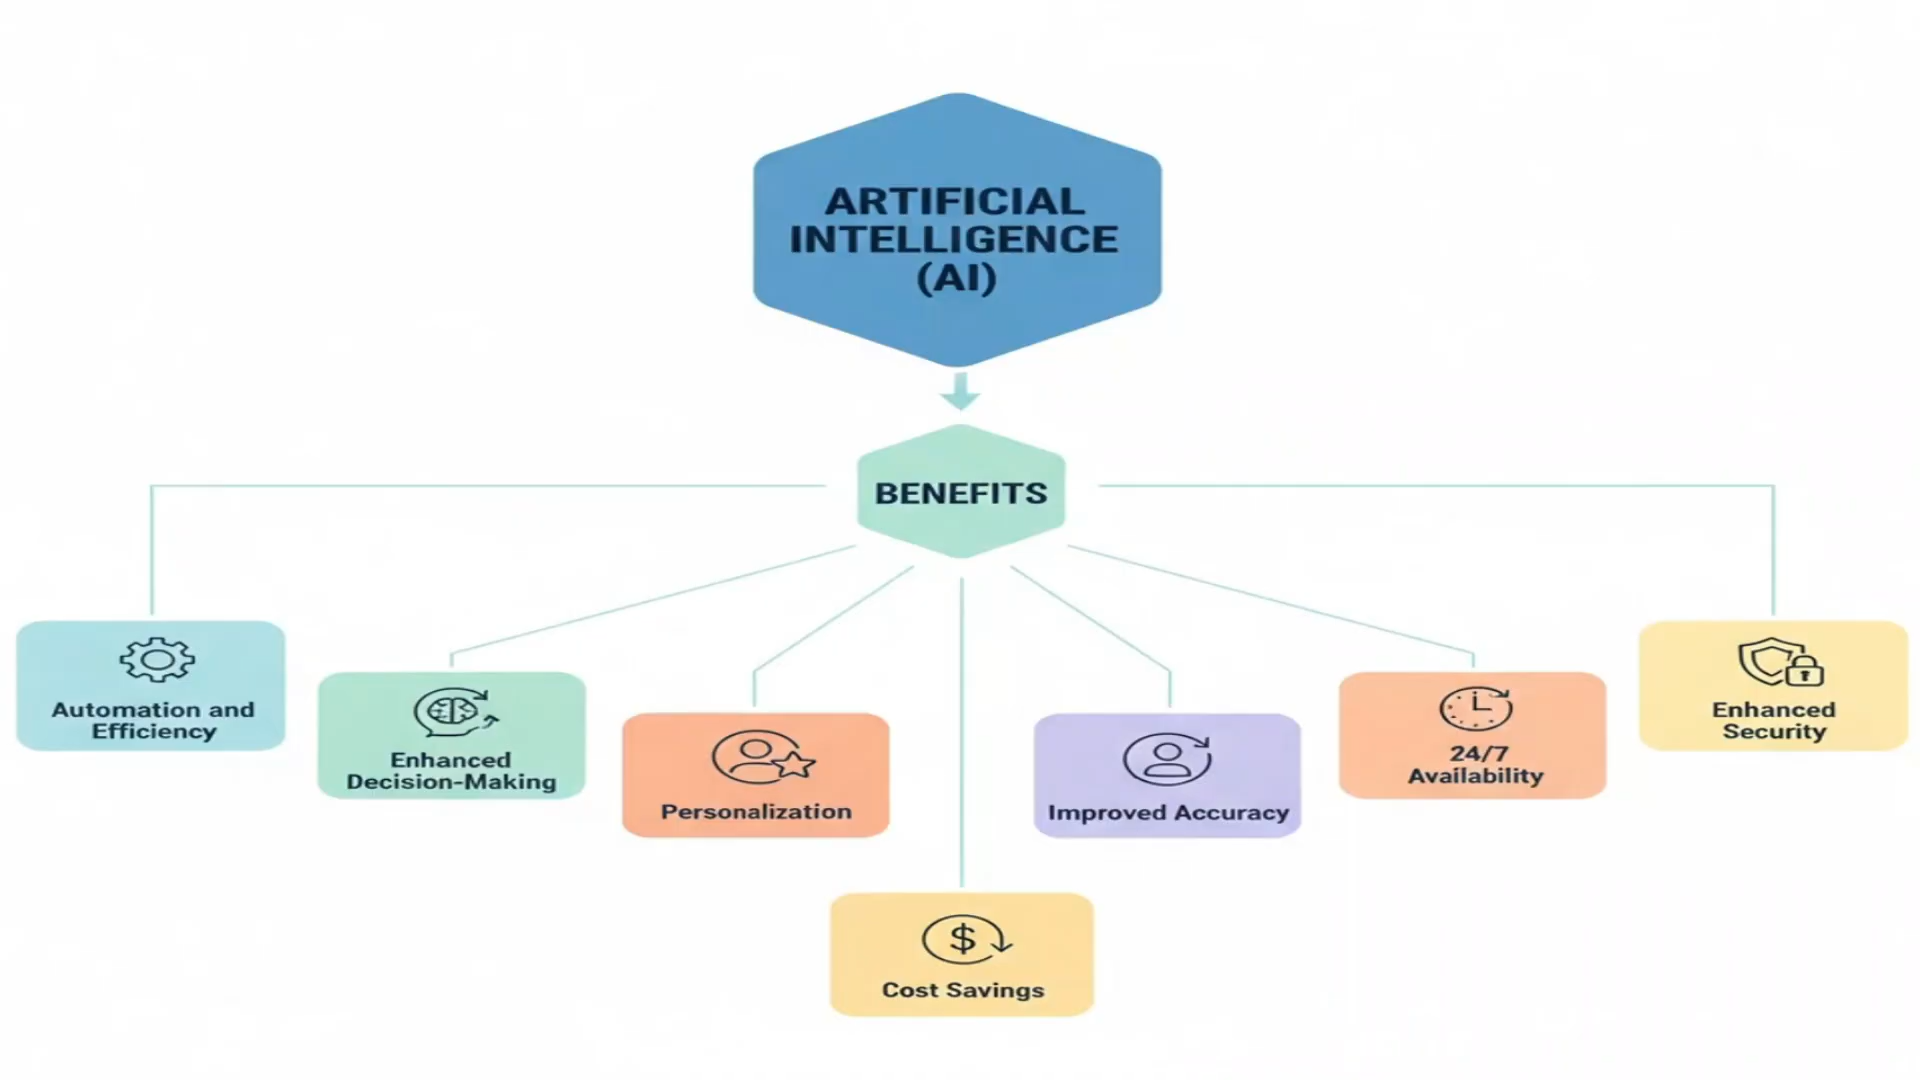 ARTIFICIAL
INTELLIGENCE
(AI)
BENEFITS
Automation and
Efficiency
Enhanced
Decision-Making
Personalization
Cost Savings
Improved Accuracy
24/7
Availability
Enhanced
Security